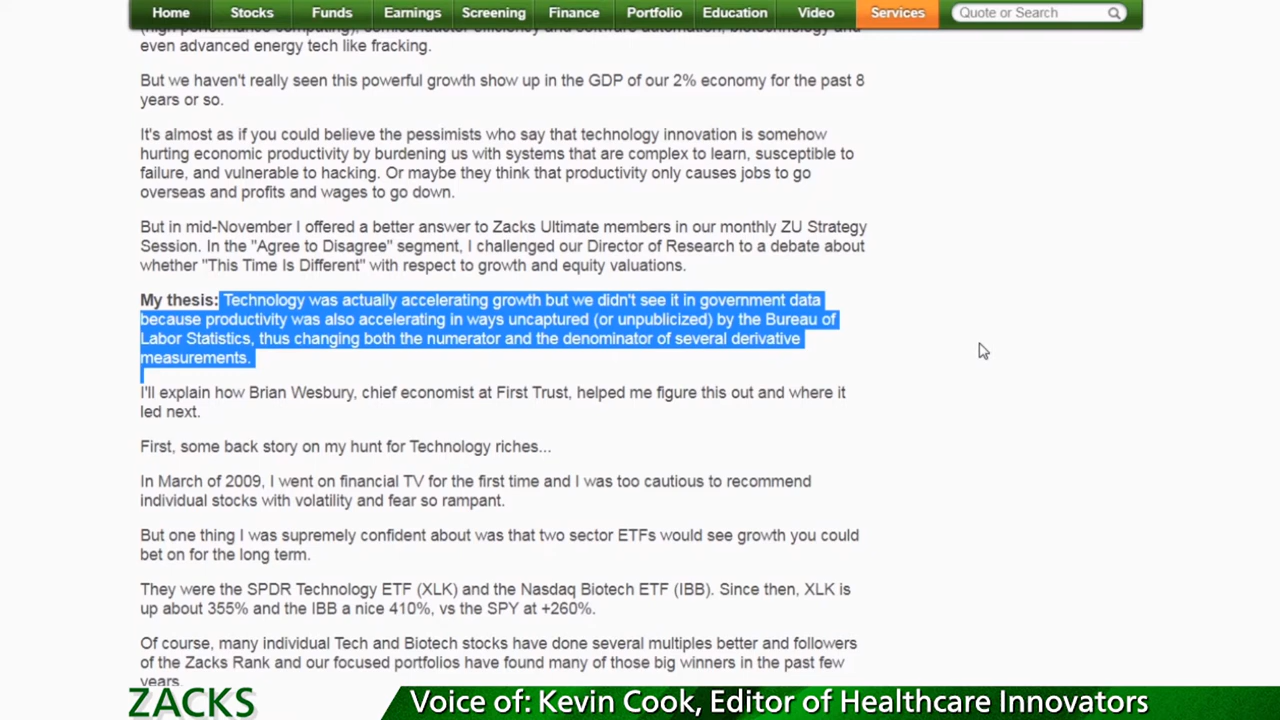 Home Stocks Funds Earnings Screening Finance Portfolio Education Video Services Quote or Search
(high performance computing), semiconductor efficiency and software automation, biotechnology and
even advanced energy tech like fracking.
But we haven't really seen this powerful growth show up in the GDP of our 2% economy for the past 8
years or so.
It's almost as if you could believe the pessimists who say that technology innovation is somehow
hurting economic productivity by burdening us with systems that are complex to learn, susceptible to
failure, and vulnerable to hacking. Or maybe they think that productivity only causes jobs to go
overseas and profits and wages to go down.
But in mid-November I offered a better answer to Zacks Ultimate members in our monthly ZU Strategy
Session. In the "Agree to Disagree" segment, I challenged our Director of Research to a debate about
whether "This Time Is Different" with respect to growth and equity valuations.
My thesis: Technology was actually accelerating growth but we didn't see it in government data
because productivity was also accelerating in ways uncaptured (or unpublicized) by the Bureau of
Labor Statistics, thus changing both the numerator and the denominator of several derivative
measurements.
I'll explain how Brian Wesbury, chief economist at First Trust, helped me figure this out and where it
led next.
First, some back story on my hunt for Technology riches...
In March of 2009, I went on financial TV for the first time and I was too cautious to recommend
individual stocks with volatility and fear so rampant.
But one thing I was supremely confident about was that two sector ETFs would see growth you could
bet on for the long term.
They were the SPDR Technology ETF (XLK) and the Nasdaq Biotech ETF (IBB). Since then, XLK is
up about 355% and the IBB a nice 410%, vs the SPY at +260%.
Of course, many individual Tech and Biotech stocks have done several multiples better and followers
of the Zacks Rank and our focused portfolios have found many of those big winners in the past few
years.
ZACKS Voice of: Kevin Cook, Editor of Healthcare Innovators